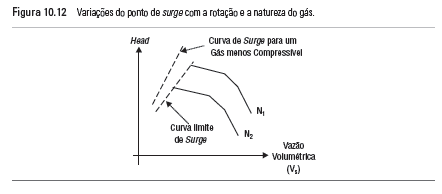 Figura 10.12 Variações do ponto de surge com a rotação e a natureza do gás.
Head
Curva de Surge para um
Gás menos Compressível
N1
Curva limite
de Surge
N2
Vazão
Volumétrica
(Vs)